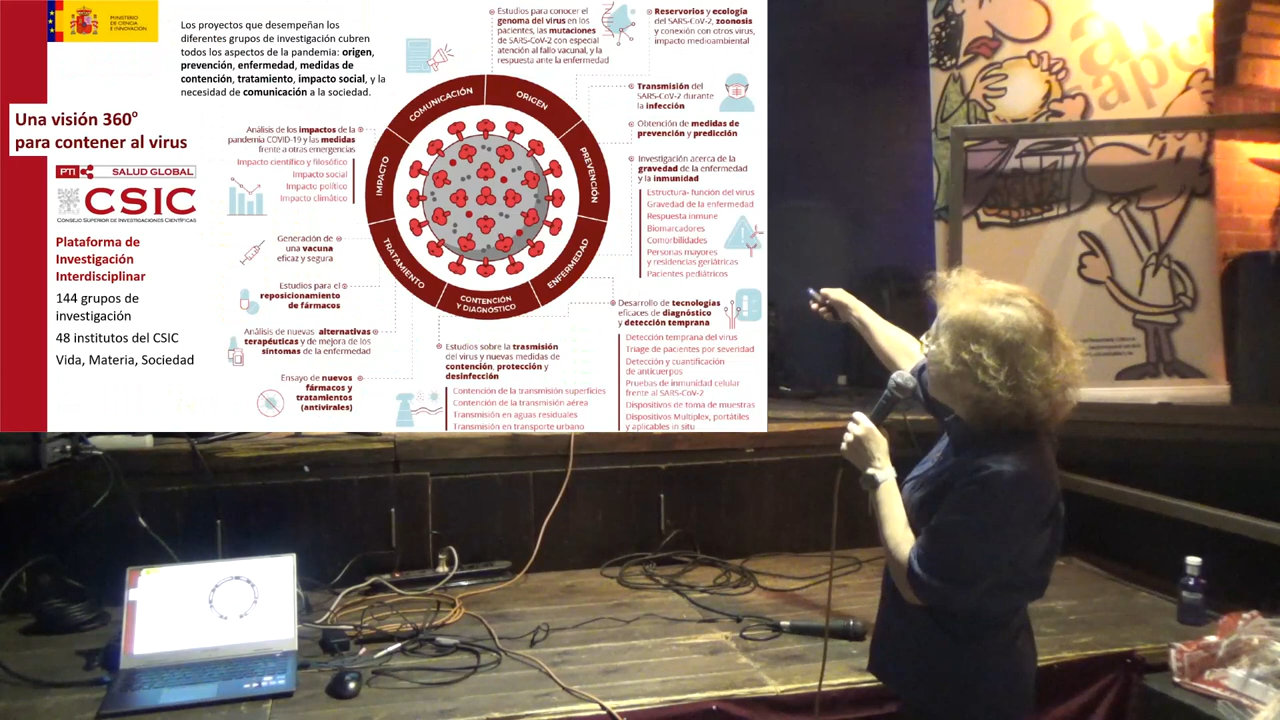 MINISTERIO
DE CIENCIA
E INNOVACIÓN
Los proyectos que desempeñan los
diferentes grupos de investigación cubren
todos los aspectos de la pandemia: origen,
prevención, enfermedad, medidas de
contención, tratamiento, impacto social, y la
necesidad de comunicación a la sociedad.
Una visión 360º
para contener al virus
PTI SALUD GLOBAL
CSIC
CONSEJO SUPERIOR DE INVESTIGACIONES CIENTÍFICAS
Plataforma de
Investigación
Interdisciplinar
144 grupos de
investigación
48 institutos del CSIC
Vida, Materia, Sociedad
COMUNICACIÓN
ORIGEN
PREVENCIÓN
ENFERMEDAD
CONTENCIÓN
Y DIAGNÓSTICO
TRATAMIENTO
IMPACTO
Estudios para conocer el
genoma del virus en los
pacientes, las mutaciones
de SARS-CoV-2 con especial
atención al fallo vacunal, y la
respuesta ante la enfermedad
Reservorios y ecología
del SARS-CoV-2, zoonosis
y conexión con otros virus,
impacto medioambiental
Transmisión del
SARS-CoV-2 durante
la infección
Obtención de medidas de
prevención y predicción
Investigación acerca de la
gravedad de la enfermedad
y la inmunidad
Estructura- función del virus
Gravedad de la enfermedad
Respuesta inmune
Biomarcadores
Comorbilidades
Personas mayores
y residencias geriátricas
Pacientes pediátricos
Desarrollo de tecnologías
eficaces de diagnóstico
y detección temprana
Detección temprana del virus
Triage de pacientes por severidad
Detección y cuantificación
de anticuerpos
Pruebas de inmunidad celular
frente al SARS-CoV-2
Dispositivos de toma de muestras
Dispositivos Multiplex, portátiles
y aplicables in situ
Estudios sobre la trasmisión
del virus y nuevas medidas de
contención, protección y
desinfección
Contención de la transmisión superficies
Contención de la transmisión aérea
Transmisión en aguas residuales
Transmisión en transporte urbano
Análisis de los impactos de la
pandemia COVID-19 y las medidas
frente a otras emergencias
Impacto científico y filosófico
Impacto social
Impacto político
Impacto climático
Generación de
una vacuna
eficaz y segura
Estudios para el
reposicionamiento
de fármacos
Análisis de nuevas alternativas
terapéuticas y de mejora de los
síntomas de la enfermedad
Ensayo de nuevos
fármacos y
tratamientos
(antivirales)